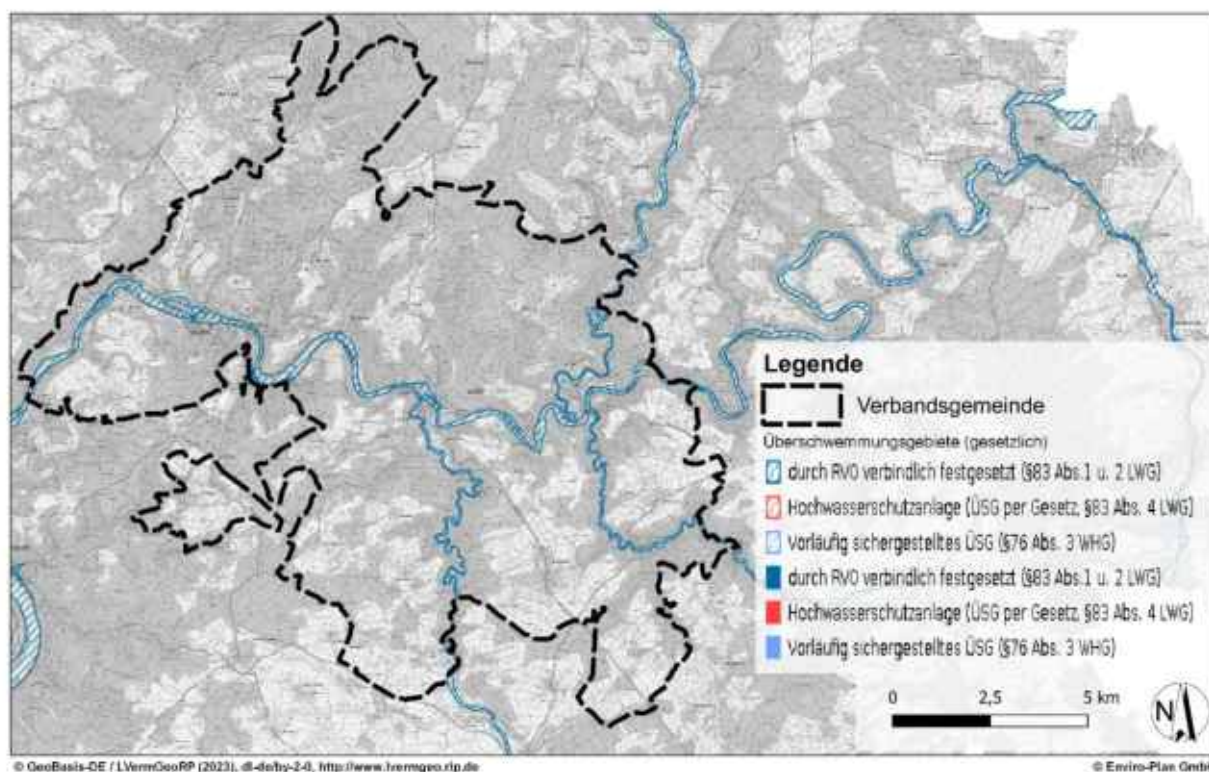 Legende
Verbandsgemeinde
Überschwemmungsgebiete (gesetzlich)
durch RVO verbindlich festgesetzt (§83 Abs.1 u. 2 LWG)
Hochwasserschutzanlage (ÜSG per Gesetz, §83 Abs. 4 LWG)
Vorläufig sichergestelltes ÜSG (§76 Abs. 3 WHG)
durch RVO verbindlich festgesetzt (§83 Abs.1 u. 2 LWG)
Hochwasserschutzanlage (ÜSG per Gesetz, §83 Abs. 4 LWG)
Vorläufig sichergestelltes ÜSG (§76 Abs. 3 WHG)
0 2,5 5 km
N
© GeoBasis-DE / LVermGeoRP (2023), dl-de/by-2-0, http://www.lvermgeo.rlp.de
© Enviro-Plan GmbH